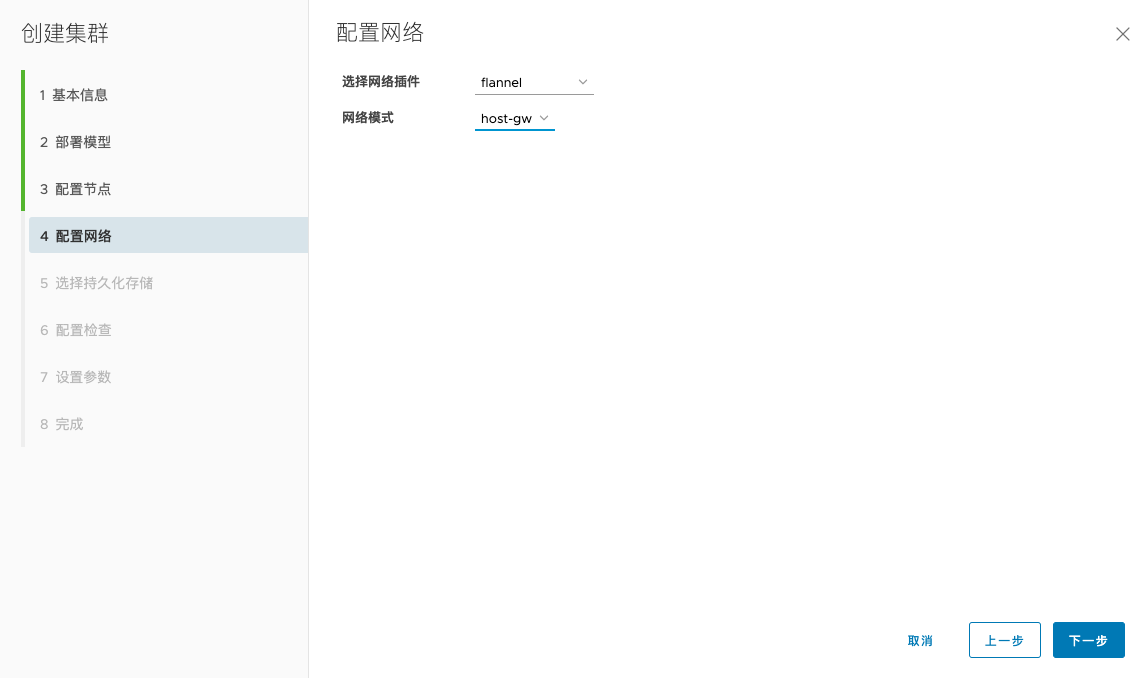 创建集群
1 基本信息
2 部署模型
3 配置节点
4 配置网络
5 选择持久化存储
6 配置检查
7 设置参数
8 完成
配置网络
选择网络插件 flannel
网络模式 host-gw
取消 上一步 下一步